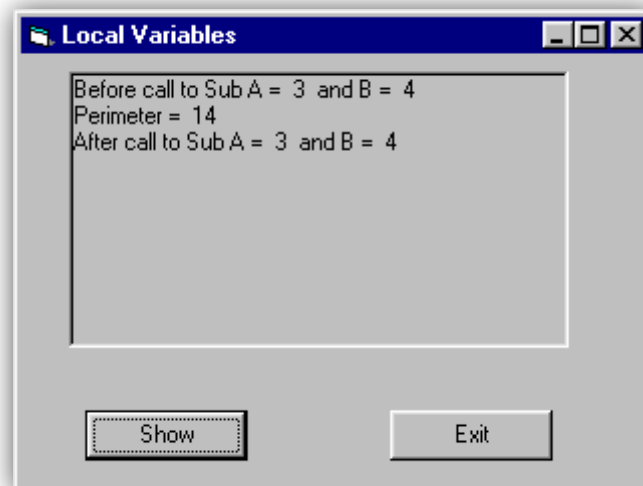 Local Variables
Before call to Sub A =  3  and B =  4
Perimeter =  14
After call to Sub A =  3  and B =  4
Show
Exit